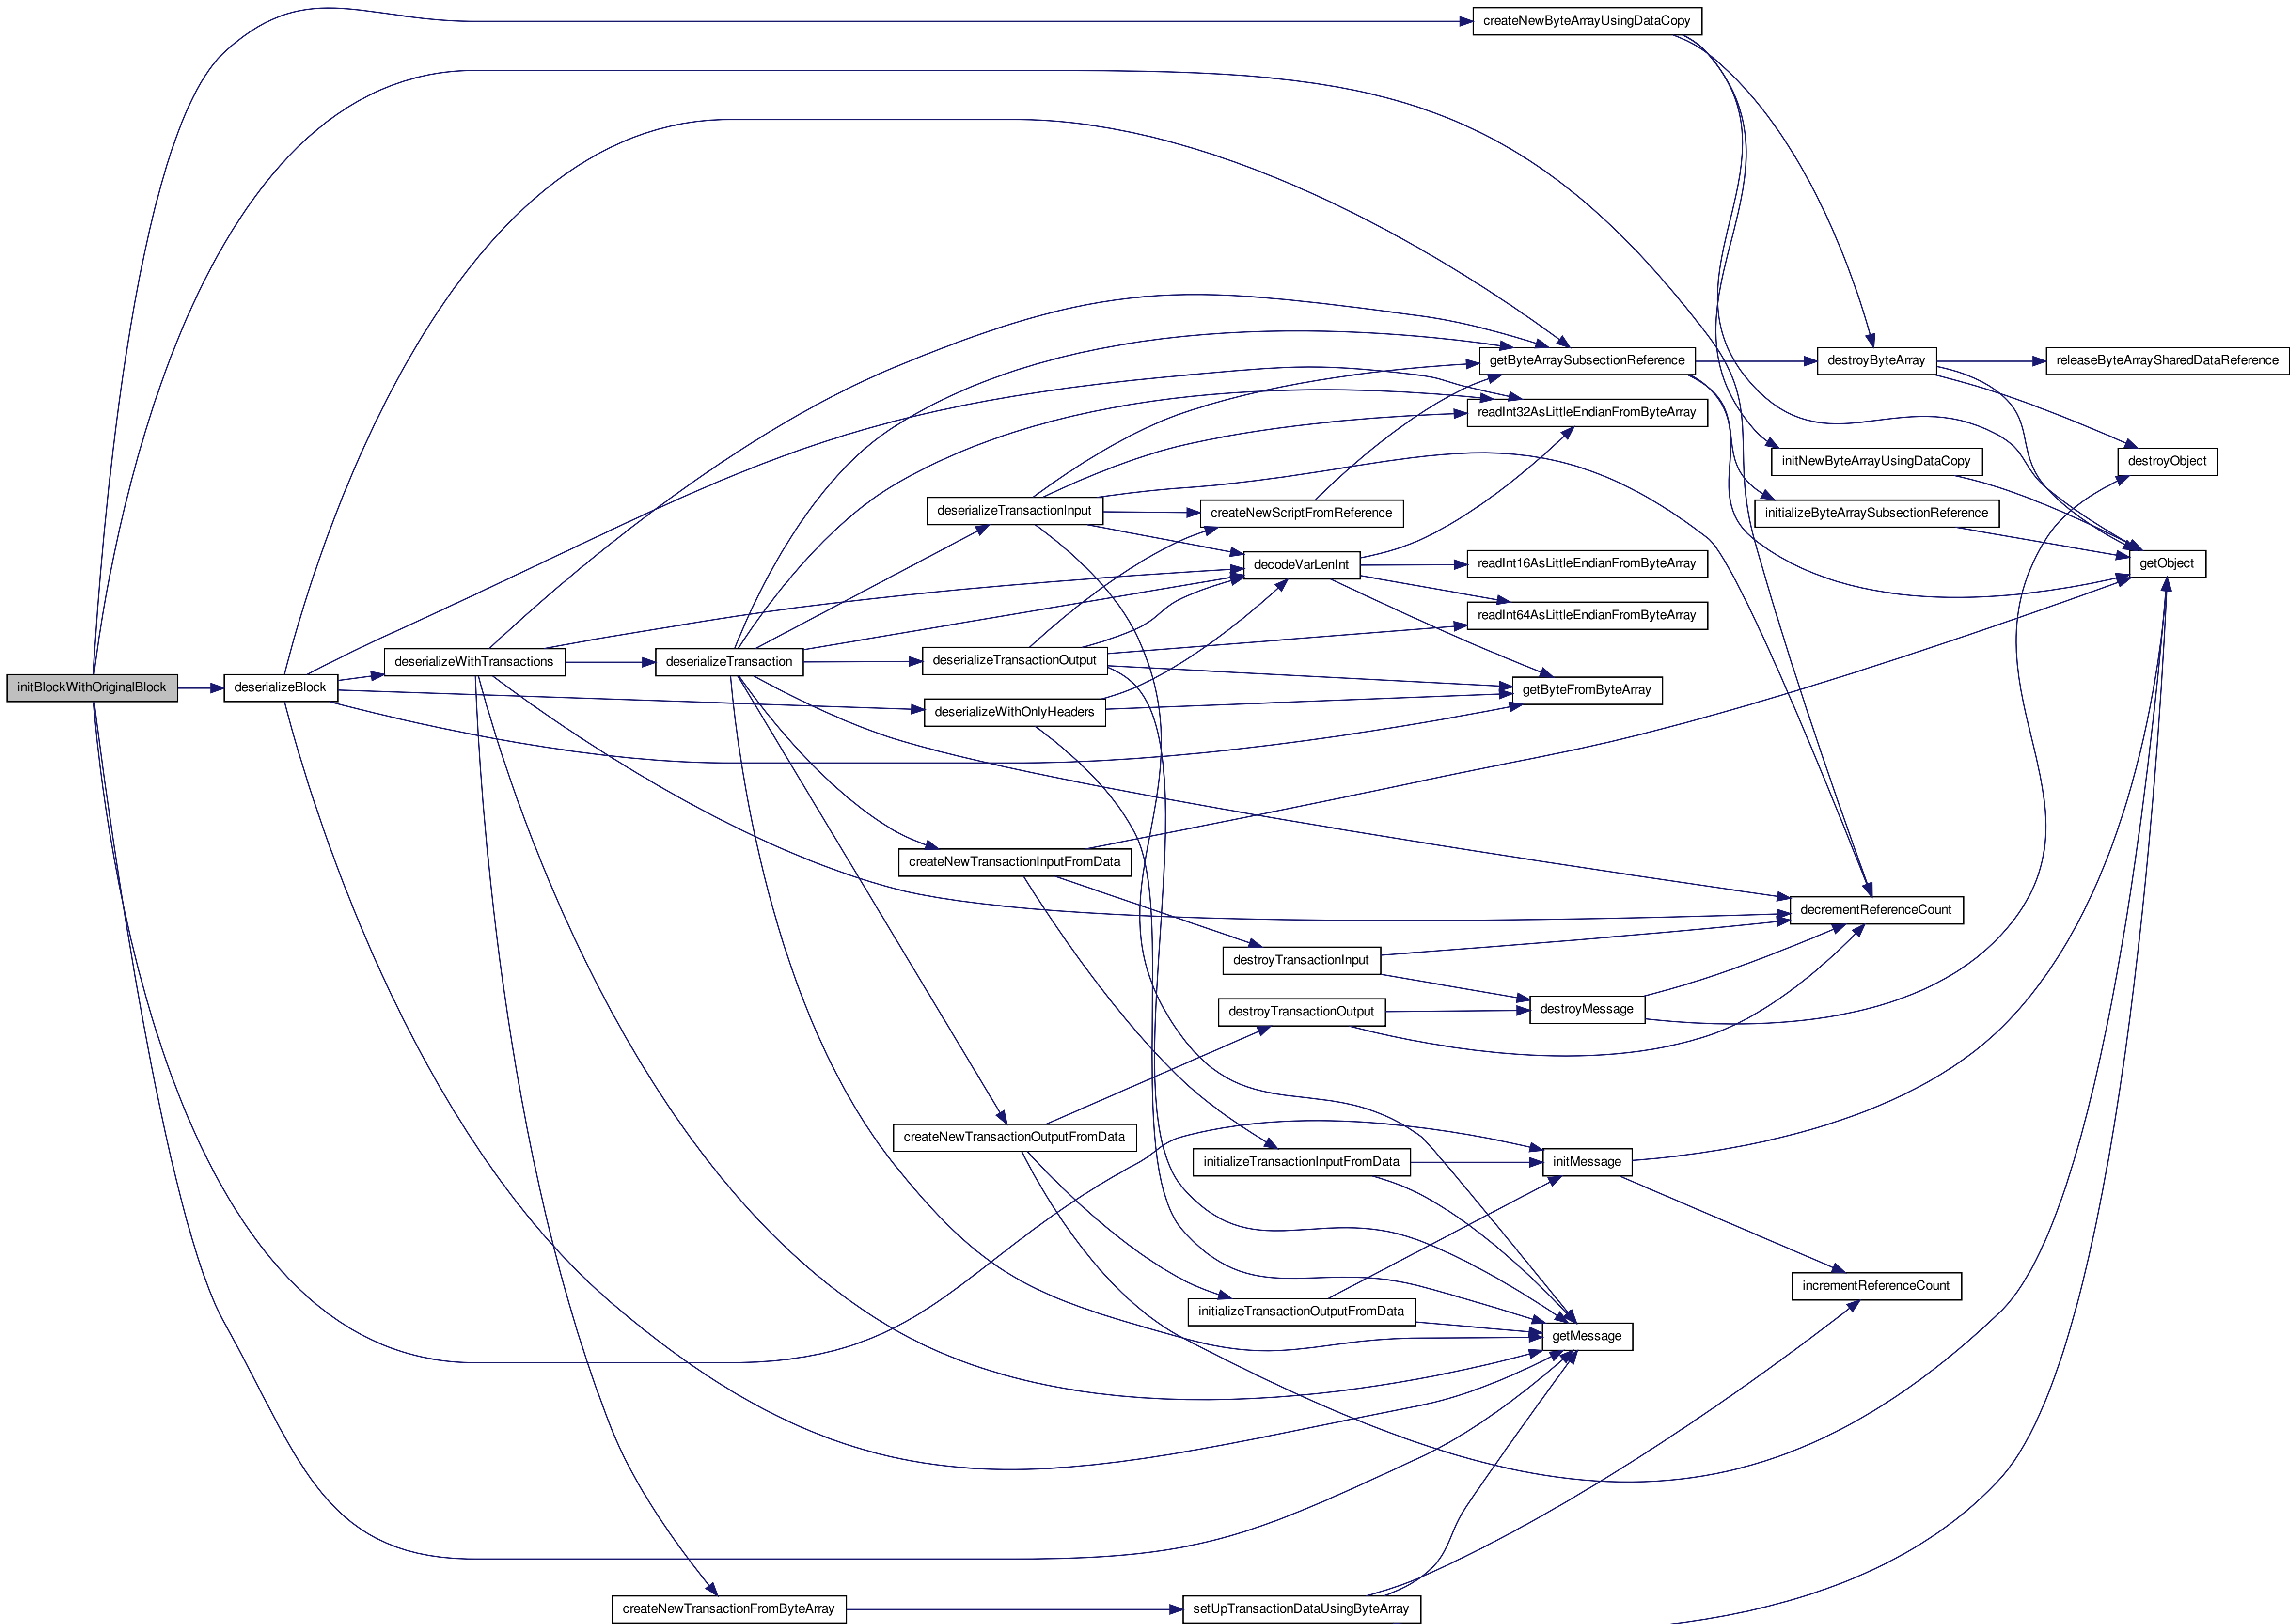 createNewByteArrayUsingDataCopy
getByteArraySubsectionReference
destroyByteArray
releaseByteArraySharedDataReference
readInt32AsLittleEndianFromByteArray
initNewByteArrayUsingDataCopy
destroyObject
deserializeTransactionInput
createNewScriptFromReference
initializeByteArraySubsectionReference
decodeVarLenInt
readInt16AsLittleEndianFromByteArray
getObject
readInt64AsLittleEndianFromByteArray
deserializeWithTransactions
deserializeTransaction
deserializeTransactionOutput
initBlockWithOriginalBlock
deserializeBlock
getByteFromByteArray
deserializeWithOnlyHeaders
createNewTransactionInputFromData
decrementReferenceCount
destroyTransactionInput
destroyTransactionOutput
destroyMessage
createNewTransactionOutputFromData
initializeTransactionInputFromData
initMessage
incrementReferenceCount
initializeTransactionOutputFromData
getMessage
createNewTransactionFromByteArray
setUpTransactionDataUsingByteArray